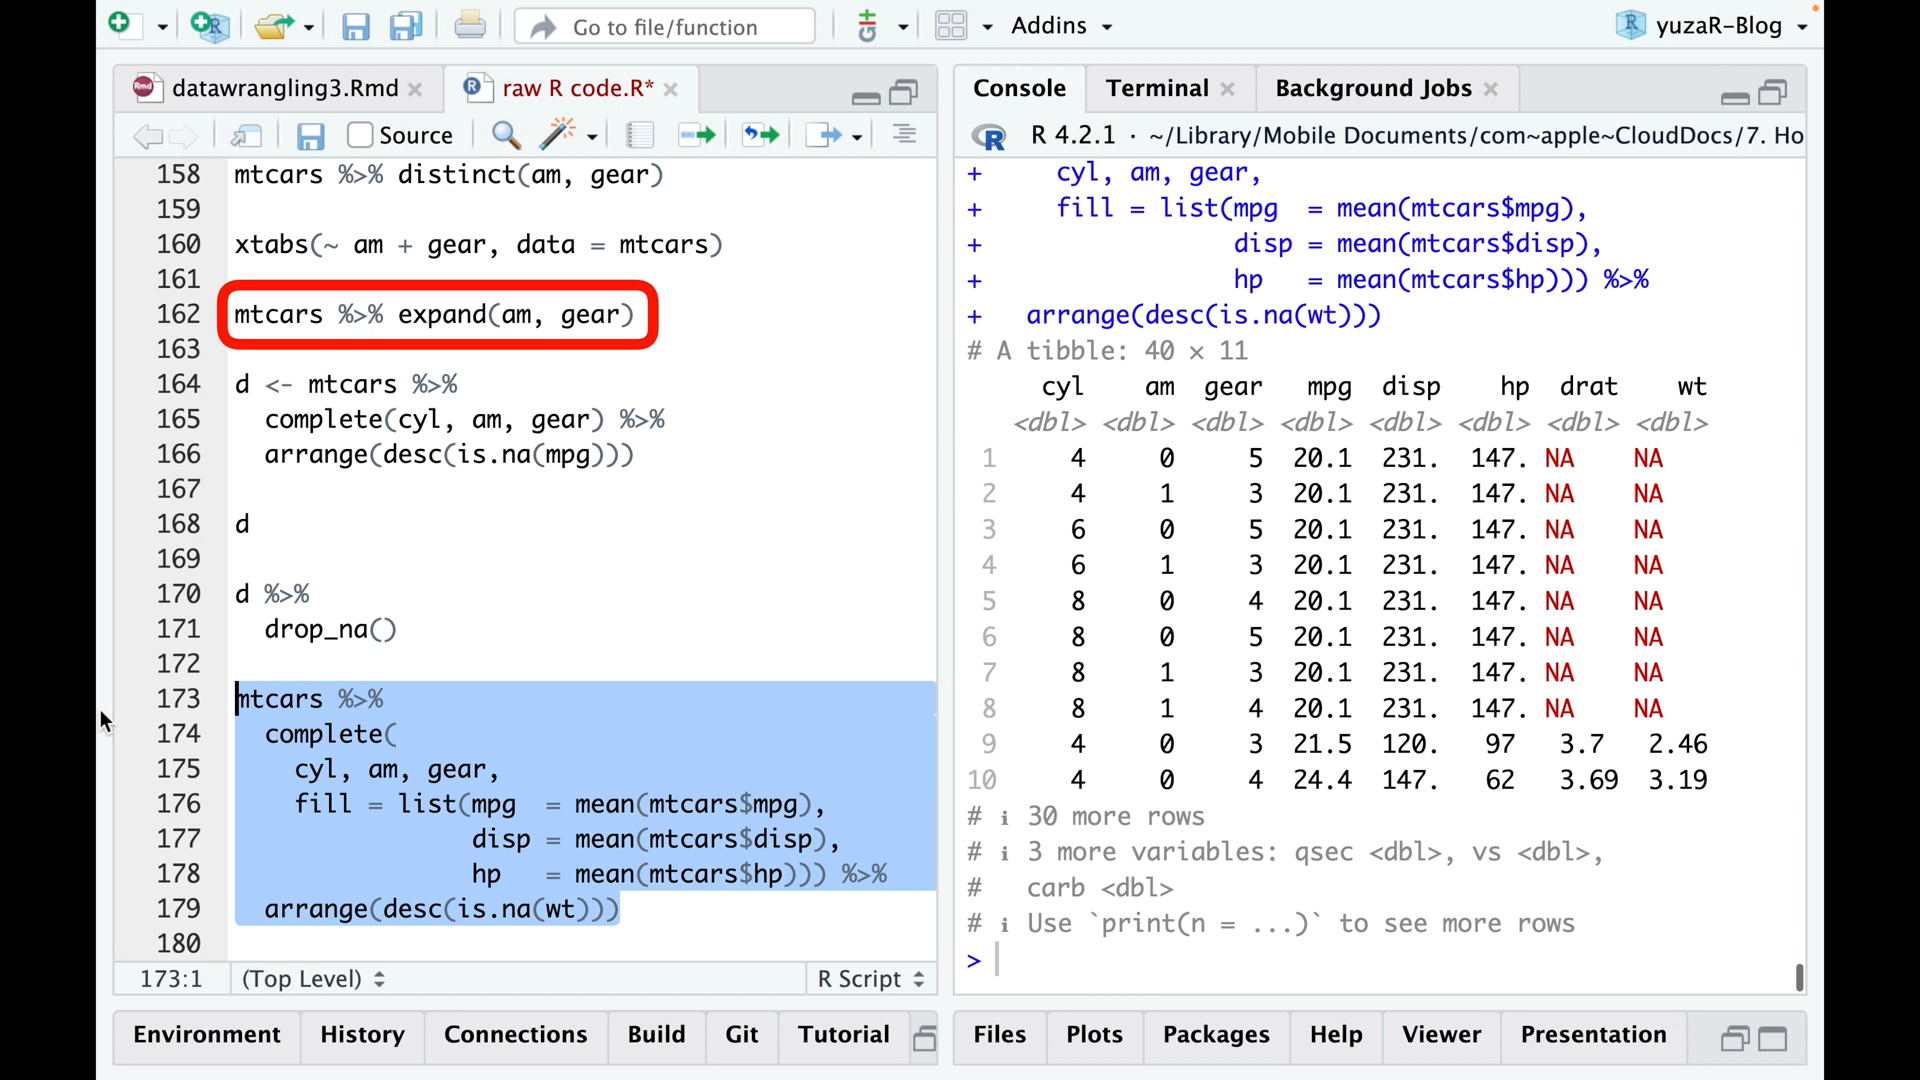 Go to file/function
Git
Addins
yuzaR-Blog
datawrangling3.Rmd
raw R code.R*
Source
158 mtcars %>% distinct(am, gear)
159
160 xtabs(~ am + gear, data = mtcars)
161
162 mtcars %>% expand(am, gear)
163
164 d <- mtcars %>%
165   complete(cyl, am, gear) %>%
166   arrange(desc(is.na(mpg)))
167
168 d
169
170 d %>%
171   drop_na()
172
173 mtcars %>%
174   complete(
175     cyl, am, gear,
176     fill = list(mpg  = mean(mtcars$mpg),
177                 disp = mean(mtcars$disp),
178                 hp   = mean(mtcars$hp))) %>%
179   arrange(desc(is.na(wt)))
180
173:1 (Top Level) R Script
Environment History Connections Build Git Tutorial
Console Terminal Background Jobs
R 4.2.1 · ~/Library/Mobile Documents/com~apple~CloudDocs/7. Ho
+     cyl, am, gear,
+     fill = list(mpg  = mean(mtcars$mpg),
+                 disp = mean(mtcars$disp),
+                 hp   = mean(mtcars$hp))) %>%
+   arrange(desc(is.na(wt)))
# A tibble: 40 × 11
cyl am gear mpg disp hp drat wt
<dbl> <dbl> <dbl> <dbl> <dbl> <dbl> <dbl> <dbl>
1 4 0 5 20.1 231. 147. NA NA
2 4 1 3 20.1 231. 147. NA NA
3 6 0 5 20.1 231. 147. NA NA
4 6 1 3 20.1 231. 147. NA NA
5 8 0 4 20.1 231. 147. NA NA
6 8 0 5 20.1 231. 147. NA NA
7 8 1 3 20.1 231. 147. NA NA
8 8 1 4 20.1 231. 147. NA NA
9 4 0 3 21.5 120. 97 3.7 2.46
10 4 0 4 24.4 147. 62 3.69 3.19
# ℹ 30 more rows
# ℹ 3 more variables: qsec <dbl>, vs <dbl>,
#   carb <dbl>
# ℹ Use `print(n = ...)` to see more rows
>
Files Plots Packages Help Viewer Presentation